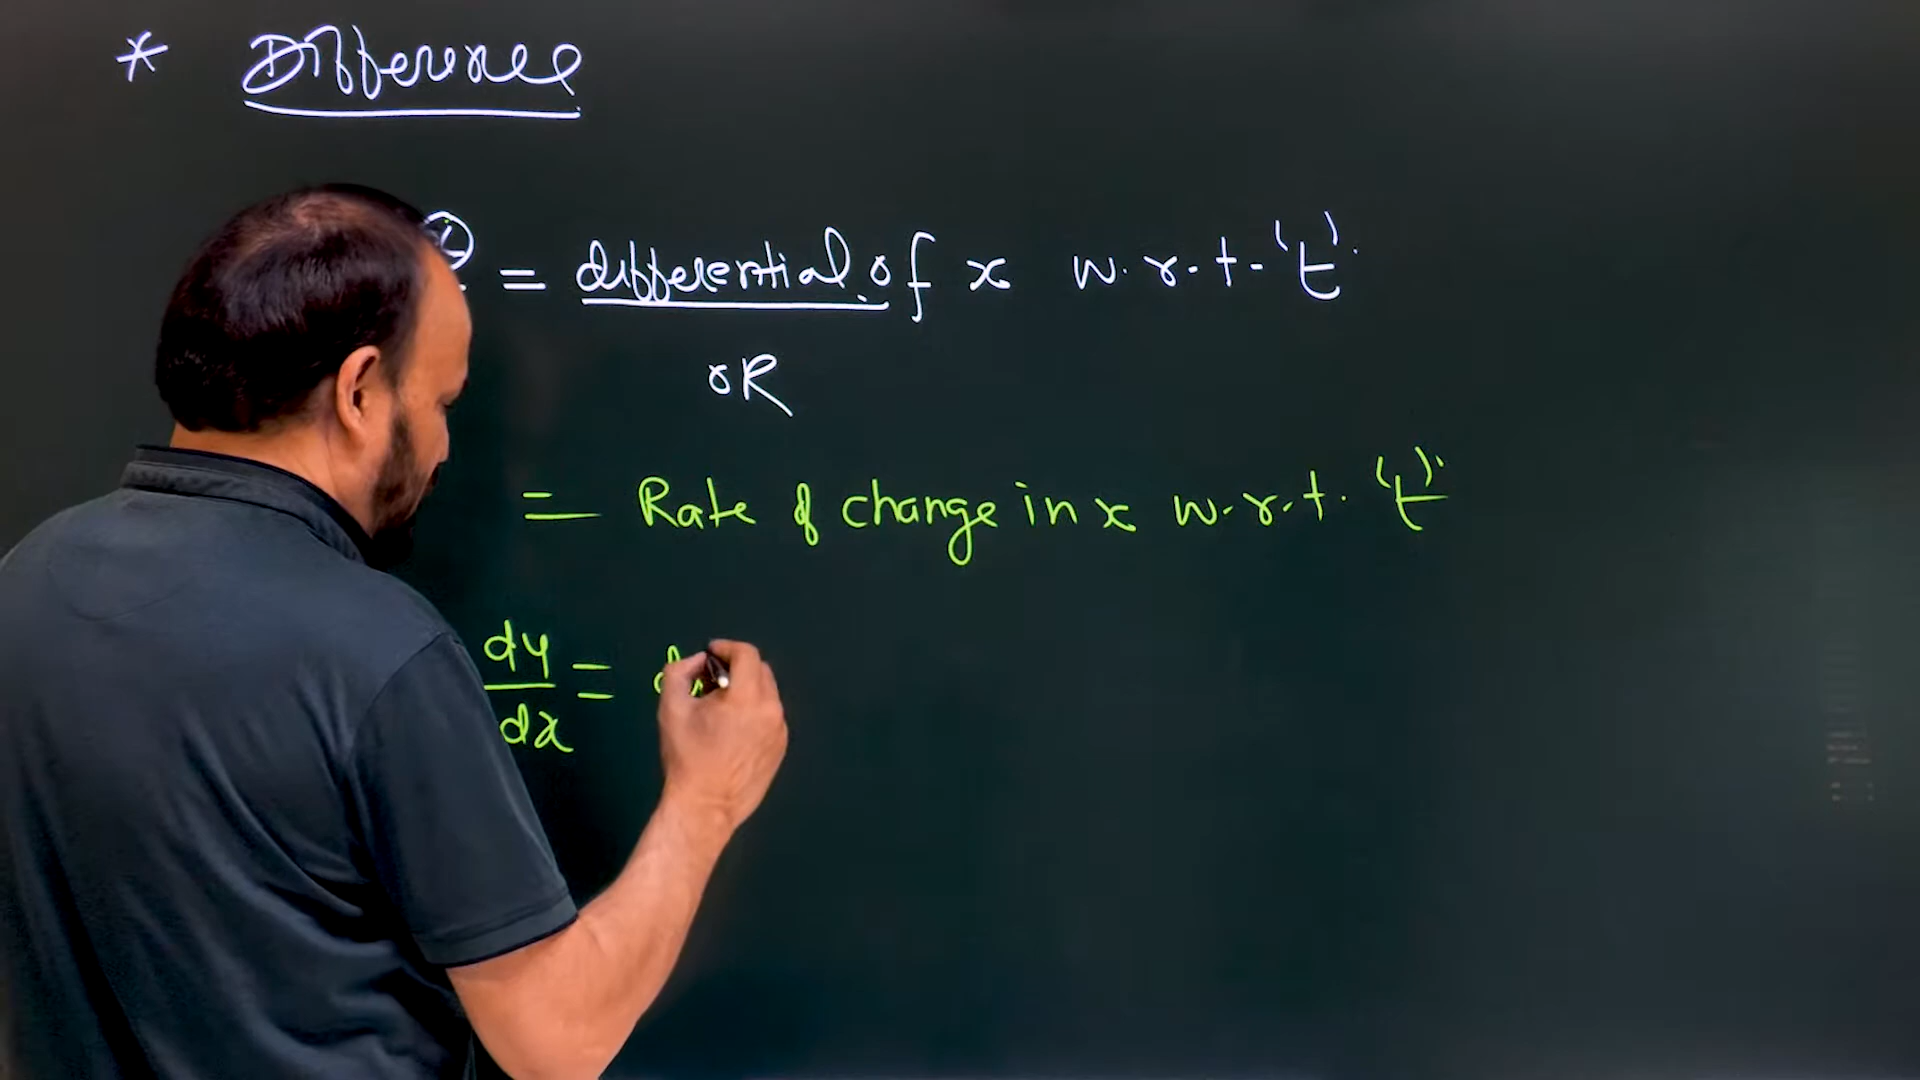 * Difference
= differential of x w.r.t. 't'.
OR
= Rate of change in x w.r.t. 't'.
dy/dx = d